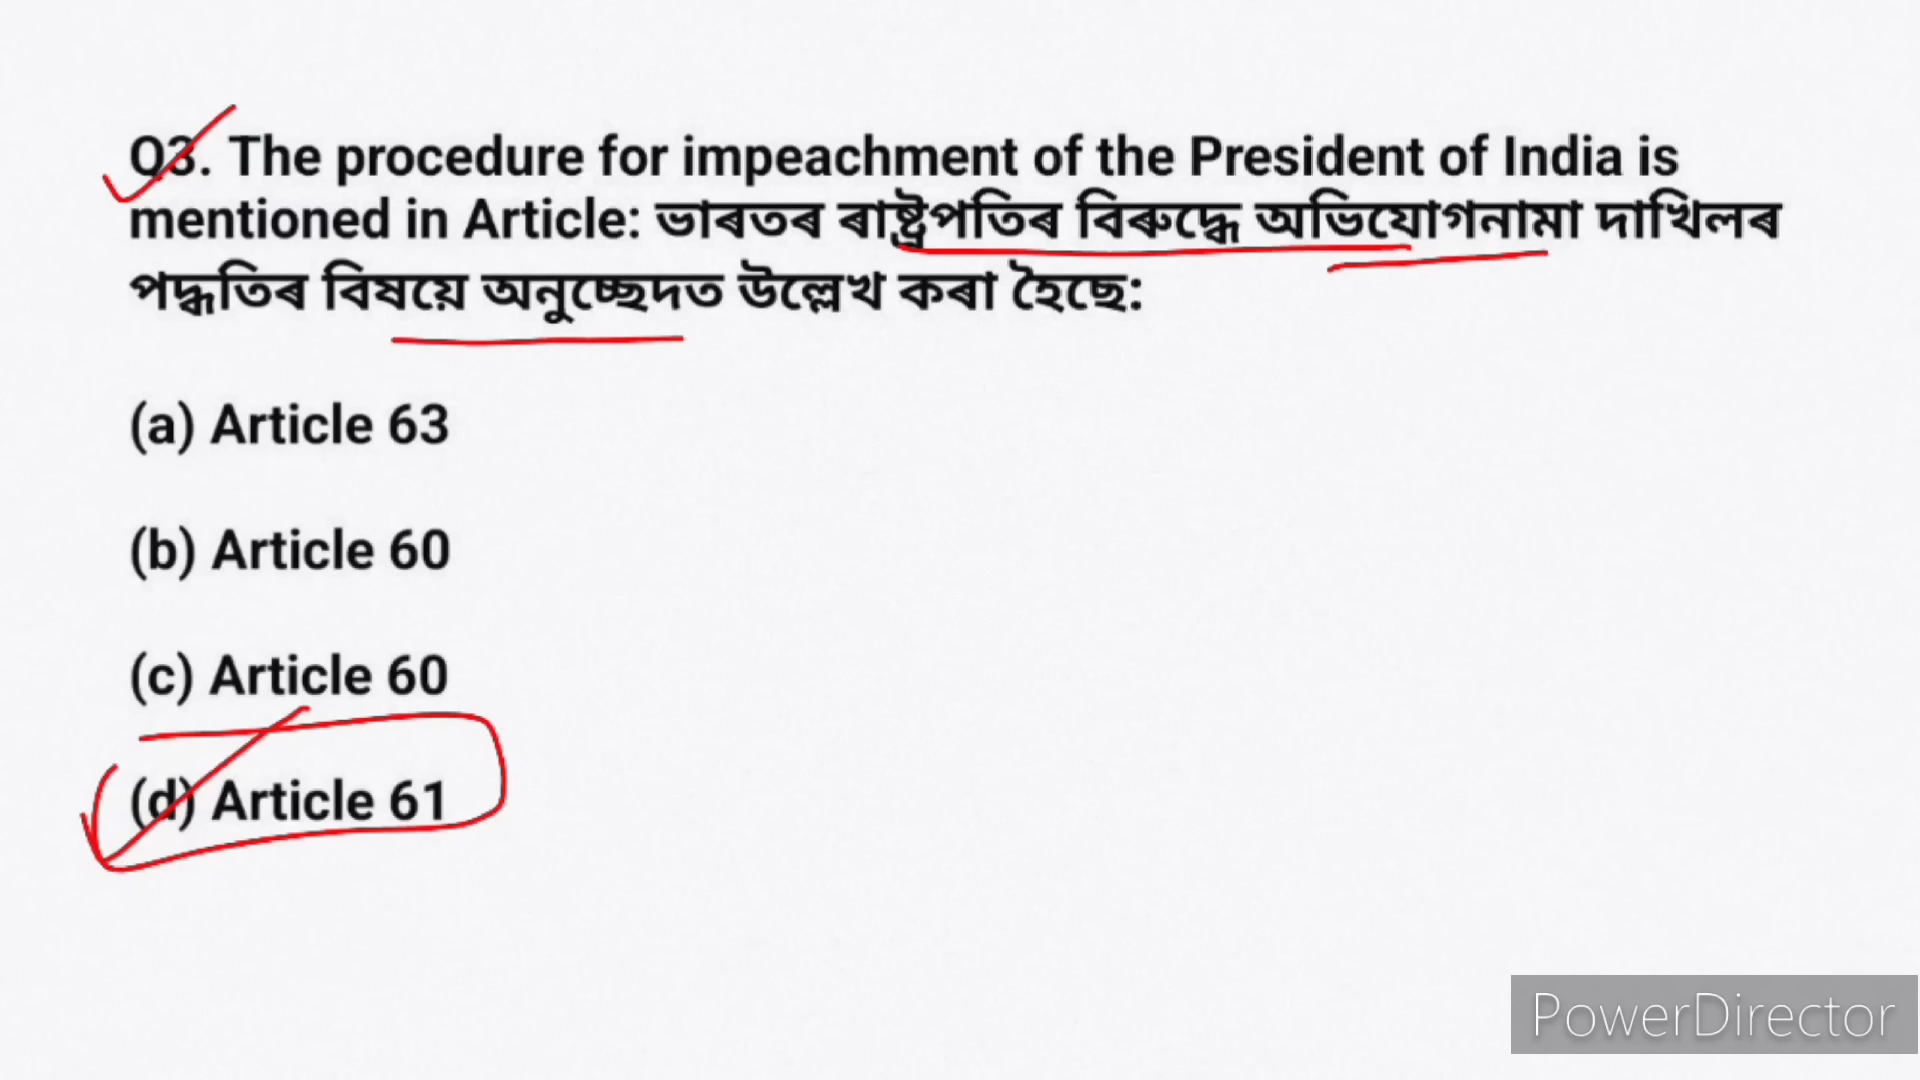 Q3. The procedure for impeachment of the President of India is
mentioned in Article: ভাৰতৰ ৰাষ্ট্ৰপতিৰ বিৰুদ্ধে অভিযোগনামা দাখিলৰ
পদ্ধতিৰ বিষয়ে অনুচ্ছেদত উল্লেখ কৰা হৈছে:
(a) Article 63
(b) Article 60
(c) Article 60
(d) Article 61
PowerDirector